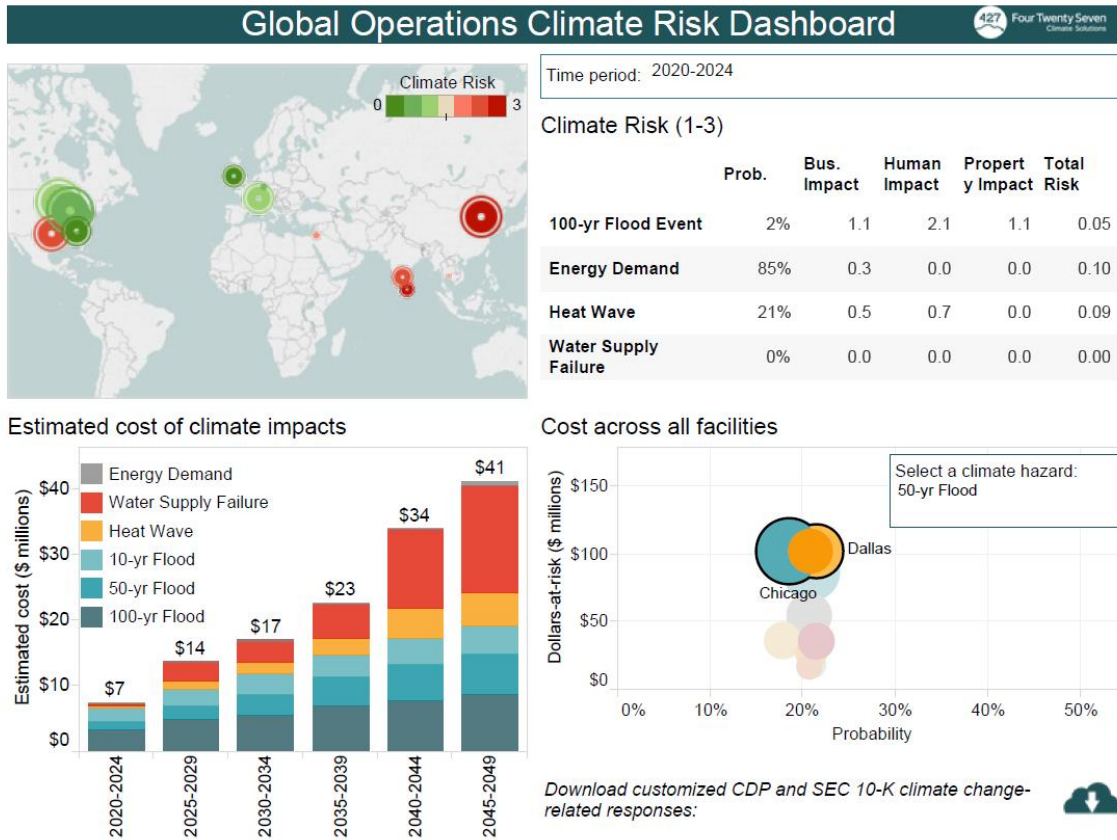 Global Operations Climate Risk Dashboard
427 Four Twenty Seven
Climate Solutions
Climate Risk
0 3
Time period: 2020-2024
Climate Risk (1-3)
Prob. Bus. Impact Human Impact Propert y Impact Total Risk
100-yr Flood Event 2% 1.1 2.1 1.1 0.05
Energy Demand 85% 0.3 0.0 0.0 0.10
Heat Wave 21% 0.5 0.7 0.0 0.09
Water Supply Failure 0% 0.0 0.0 0.0 0.00
Estimated cost of climate impacts
Estimated cost ($ millions)
$40
$30
$20
$10
$0
Energy Demand
Water Supply Failure
Heat Wave
10-yr Flood
50-yr Flood
100-yr Flood
$7
$14
$17
$23
$34
$41
2020-2024
2025-2029
2030-2034
2035-2039
2040-2044
2045-2049
Cost across all facilities
Dollars-at-risk ($ millions)
$150
$100
$50
$0
Select a climate hazard:
50-yr Flood
Dallas
Chicago
0% 10% 20% 30% 40% 50%
Probability
Download customized CDP and SEC 10-K climate change-
related responses: